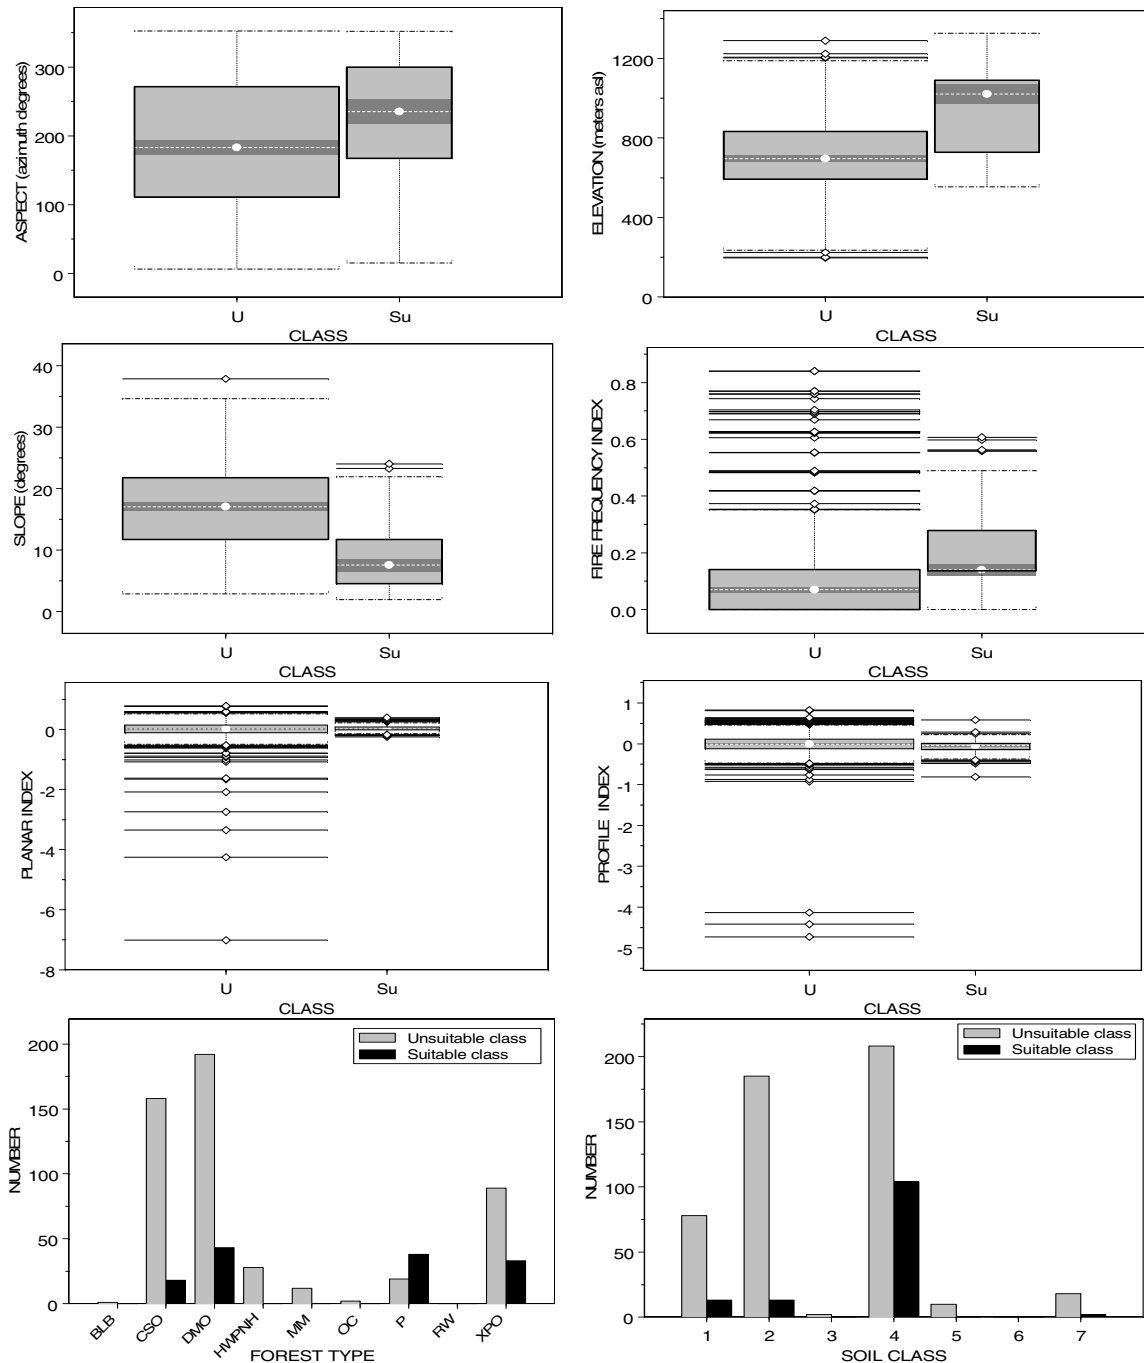 ASPECT (azimuth degrees)
300
200
100
0
U Su
CLASS
ELEVATION (meters asl)
1200
800
600
400
0
U Su
CLASS
SLOPE (degrees)
40
30
20
10
0
U Su
CLASS
FIRE FREQUENCY INDEX
0.8
0.6
0.4
0.2
0.0
U Su
CLASS
PLANAR INDEX
0
-2
-4
-6
-8
U Su
CLASS
PROFILE INDEX
1
0
-1
-2
-3
-4
-5
U Su
CLASS
NUMBER
200
150
100
50
0
Unsuitable class
Suitable class
BLB CSO DMO HWPNH MM OC P RW XPO
FOREST TYPE
NUMBER
200
150
100
50
0
Unsuitable class
Suitable class
1 2 3 4 5 6 7
SOIL CLASS